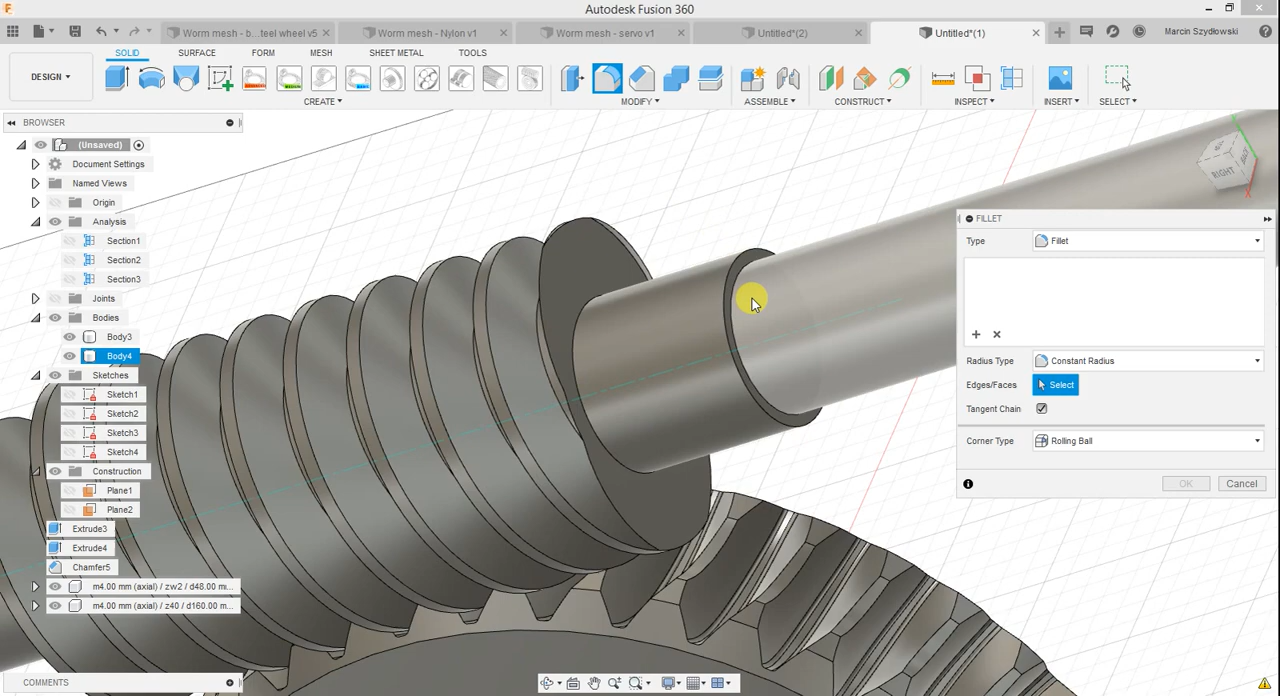 Autodesk Fusion 360
Worm mesh - b...teel wheel v5
Worm mesh - Nylon v1
Worm mesh - servo v1
Untitled*(2)
Untitled*(1)
Marcin Szydłowski
SOLID
SURFACE
FORM
MESH
SHEET METAL
TOOLS
DESIGN
CREATE
MODIFY
ASSEMBLE
CONSTRUCT
INSPECT
INSERT
SELECT
BROWSER
(Unsaved)
Document Settings
Named Views
Origin
Analysis
Section1
Section2
Section3
Joints
Bodies
Body3
Body4
Sketches
Sketch1
Sketch2
Sketch3
Sketch4
Construction
Plane1
Plane2
Extrude3
Extrude4
Chamfer5
m4.00 mm (axial) / zw2 / d48.00 m...
m4.00 mm (axial) / z40 / d160.00 m...
COMMENTS
RIGHT
FILLET
Type
Fillet
Radius Type
Constant Radius
Edges/Faces
Select
Tangent Chain
Corner Type
Rolling Ball
OK
Cancel